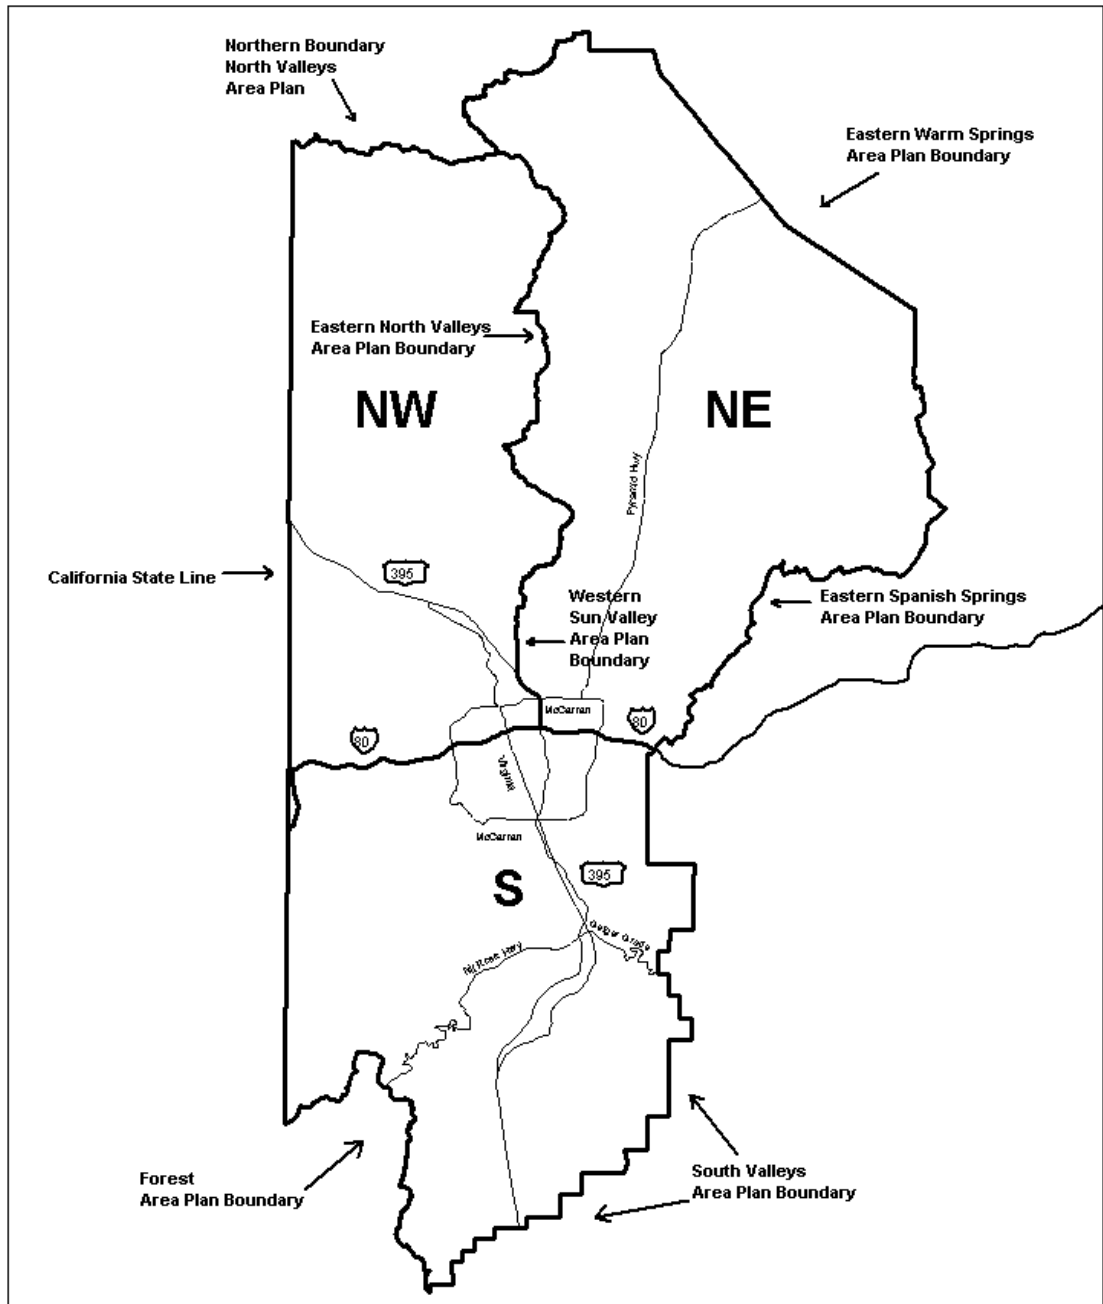 Northern Boundary
North Valleys
Area Plan
Eastern Warm Springs
Area Plan Boundary
Eastern North Valleys
Area Plan Boundary
NW
NE
Pyramid Hwy
California State Line
395
Western
Sun Valley
Area Plan
Boundary
Eastern Spanish Springs
Area Plan Boundary
McCarran
80
80
Virginia
McCarran
395
S
Geiger Grade
Mt Rose Hwy
Forest
Area Plan Boundary
South Valleys
Area Plan Boundary